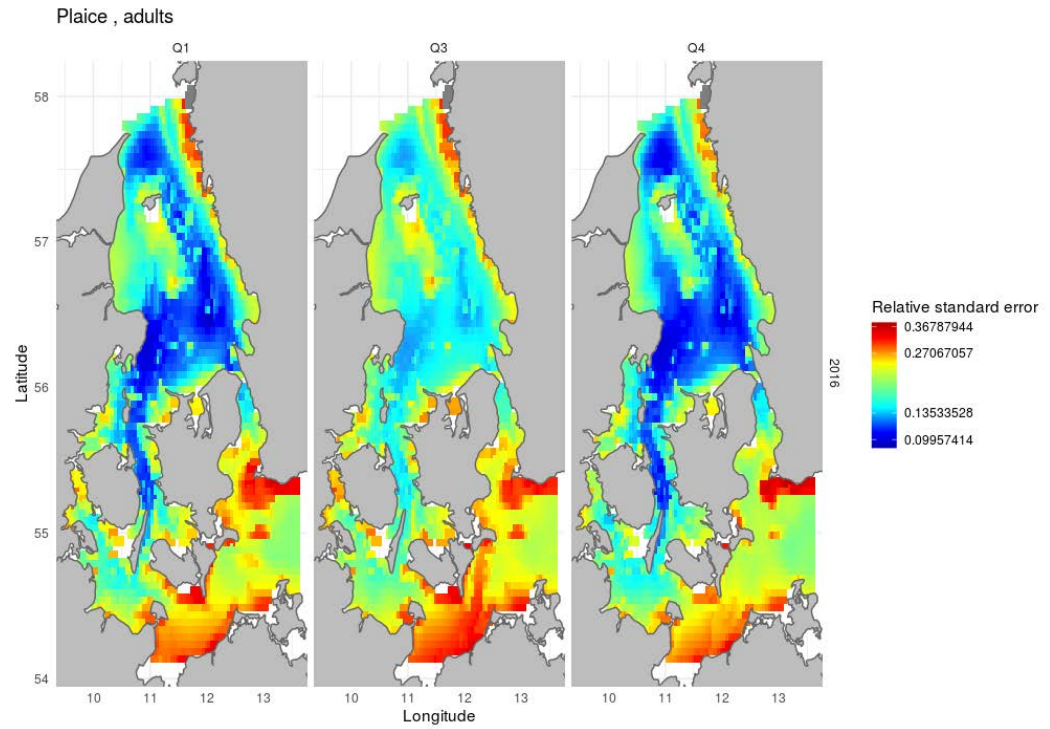 Plaice , adults
Q1 Q3 Q4
58
57
56
55
54
Latitude
10 11 12 13 10 11 12 13 10 11 12 13
Longitude
2016
Relative standard error
0.36787944
0.27067057
0.13533528
0.09957414